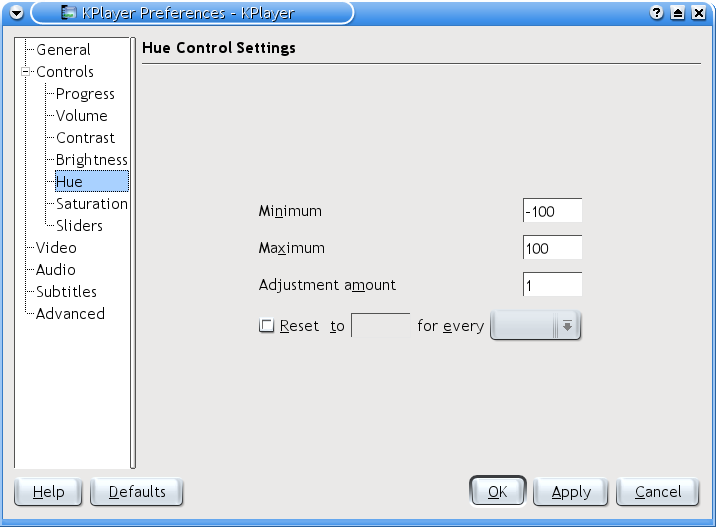 KPlayer Preferences - KPlayer
General
Controls
Progress
Volume
Contrast
Brightness
Hue
Saturation
Sliders
Video
Audio
Subtitles
Advanced
Hue Control Settings
Minimum -100
Maximum 100
Adjustment amount 1
Reset to for every
Help Defaults OK Apply Cancel